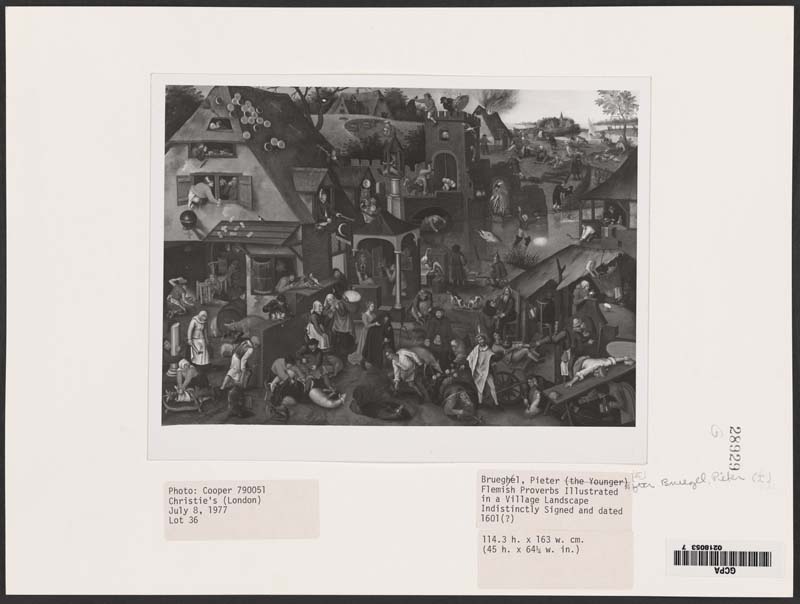 Photo: Cooper 790051
Christie's (London)
July 8, 1977
Lot 36
Brueghel, Pieter (the Younger)
Flemish Proverbs Illustrated
in a Village Landscape
Indistinctly Signed and dated
1601(?)
114.3 h. x 163 w. cm.
(45 h. x 64¼ w. in.)
Bruegel, Pieter (I)
28929
GCPA
0218053 7